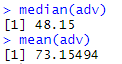 > median(adv)
[1] 48.15
> mean(adv)
[1] 73.15494